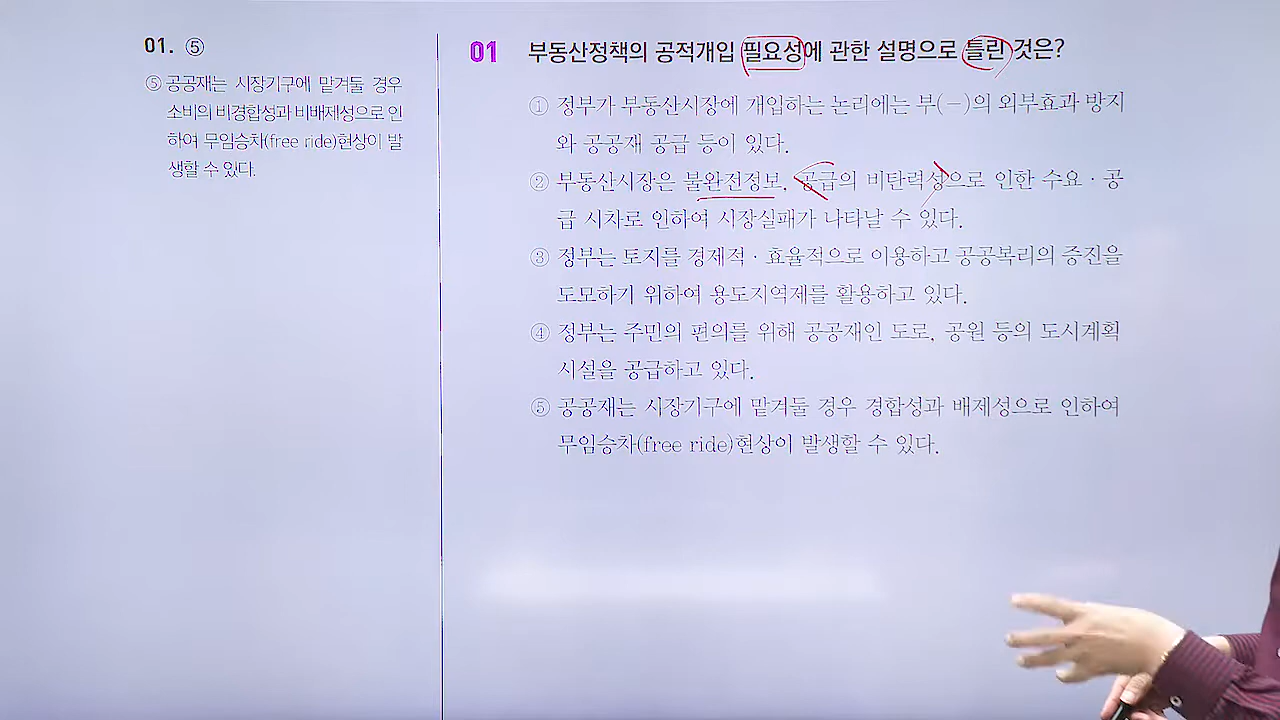 01. ⑤
⑤ 공공재는 시장기구에 맡겨둘 경우
소비의 비경합성과 비배제성으로 인
하여 무임승차(free ride)현상이 발
생할 수 있다.
01 부동산정책의 공적개입 필요성에 관한 설명으로 틀린 것은?
① 정부가 부동산시장에 개입하는 논리에는 부(-)의 외부효과 방지
와 공공재 공급 등이 있다.
② 부동산시장은 불완전정보, 공급의 비탄력성으로 인한 수요·공
급 시차로 인하여 시장실패가 나타날 수 있다.
③ 정부는 토지를 경제적·효율적으로 이용하고 공공복리의 증진을
도모하기 위하여 용도지역제를 활용하고 있다.
④ 정부는 주민의 편의를 위해 공공재인 도로, 공원 등의 도시계획
시설을 공급하고 있다.
⑤ 공공재는 시장기구에 맡겨둘 경우 경합성과 배제성으로 인하여
무임승차(free ride)현상이 발생할 수 있다.